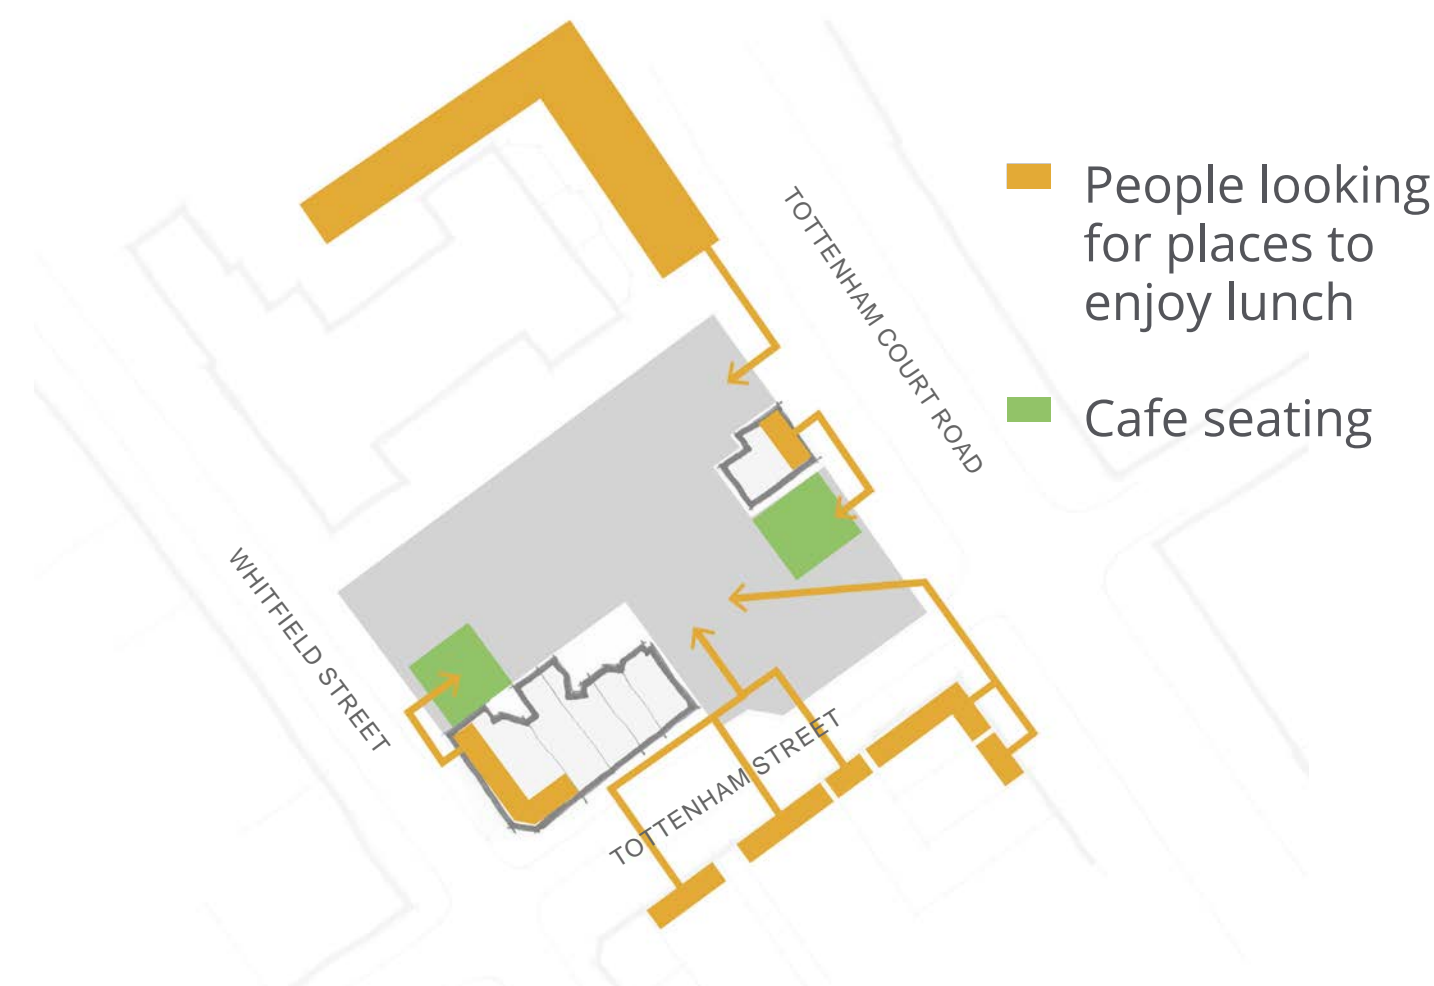 TOTTENHAM COURT ROAD
People looking
for places to
enjoy lunch
Cafe seating
WHITFIELD STREET
TOTTENHAM STREET